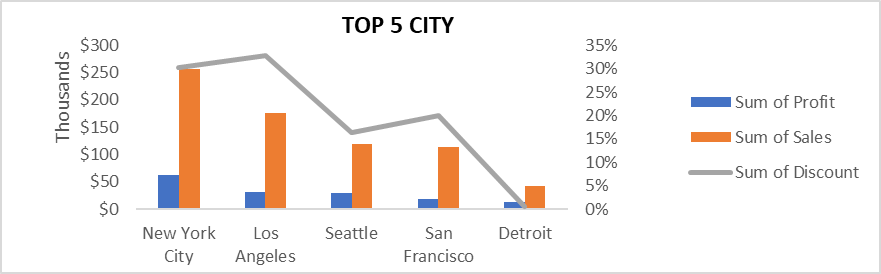 TOP 5 CITY
Thousands
$300
$250
$200
$150
$100
$50
$0
35%
30%
25%
20%
15%
10%
5%
0%
New York
City
Los
Angeles
Seattle
San
Francisco
Detroit
Sum of Profit
Sum of Sales
Sum of Discount